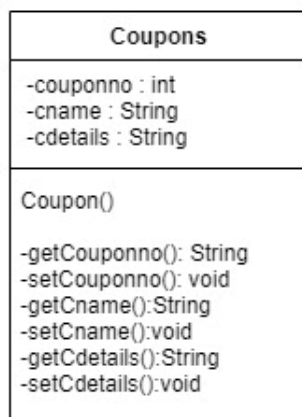 Coupons
-couponno : int
-cname : String
-cdetails : String
Coupon()
-getCouponno(): String
-setCouponno(): void
-getCname():String
-setCname():void
-getCdetails():String
-setCdetails():void